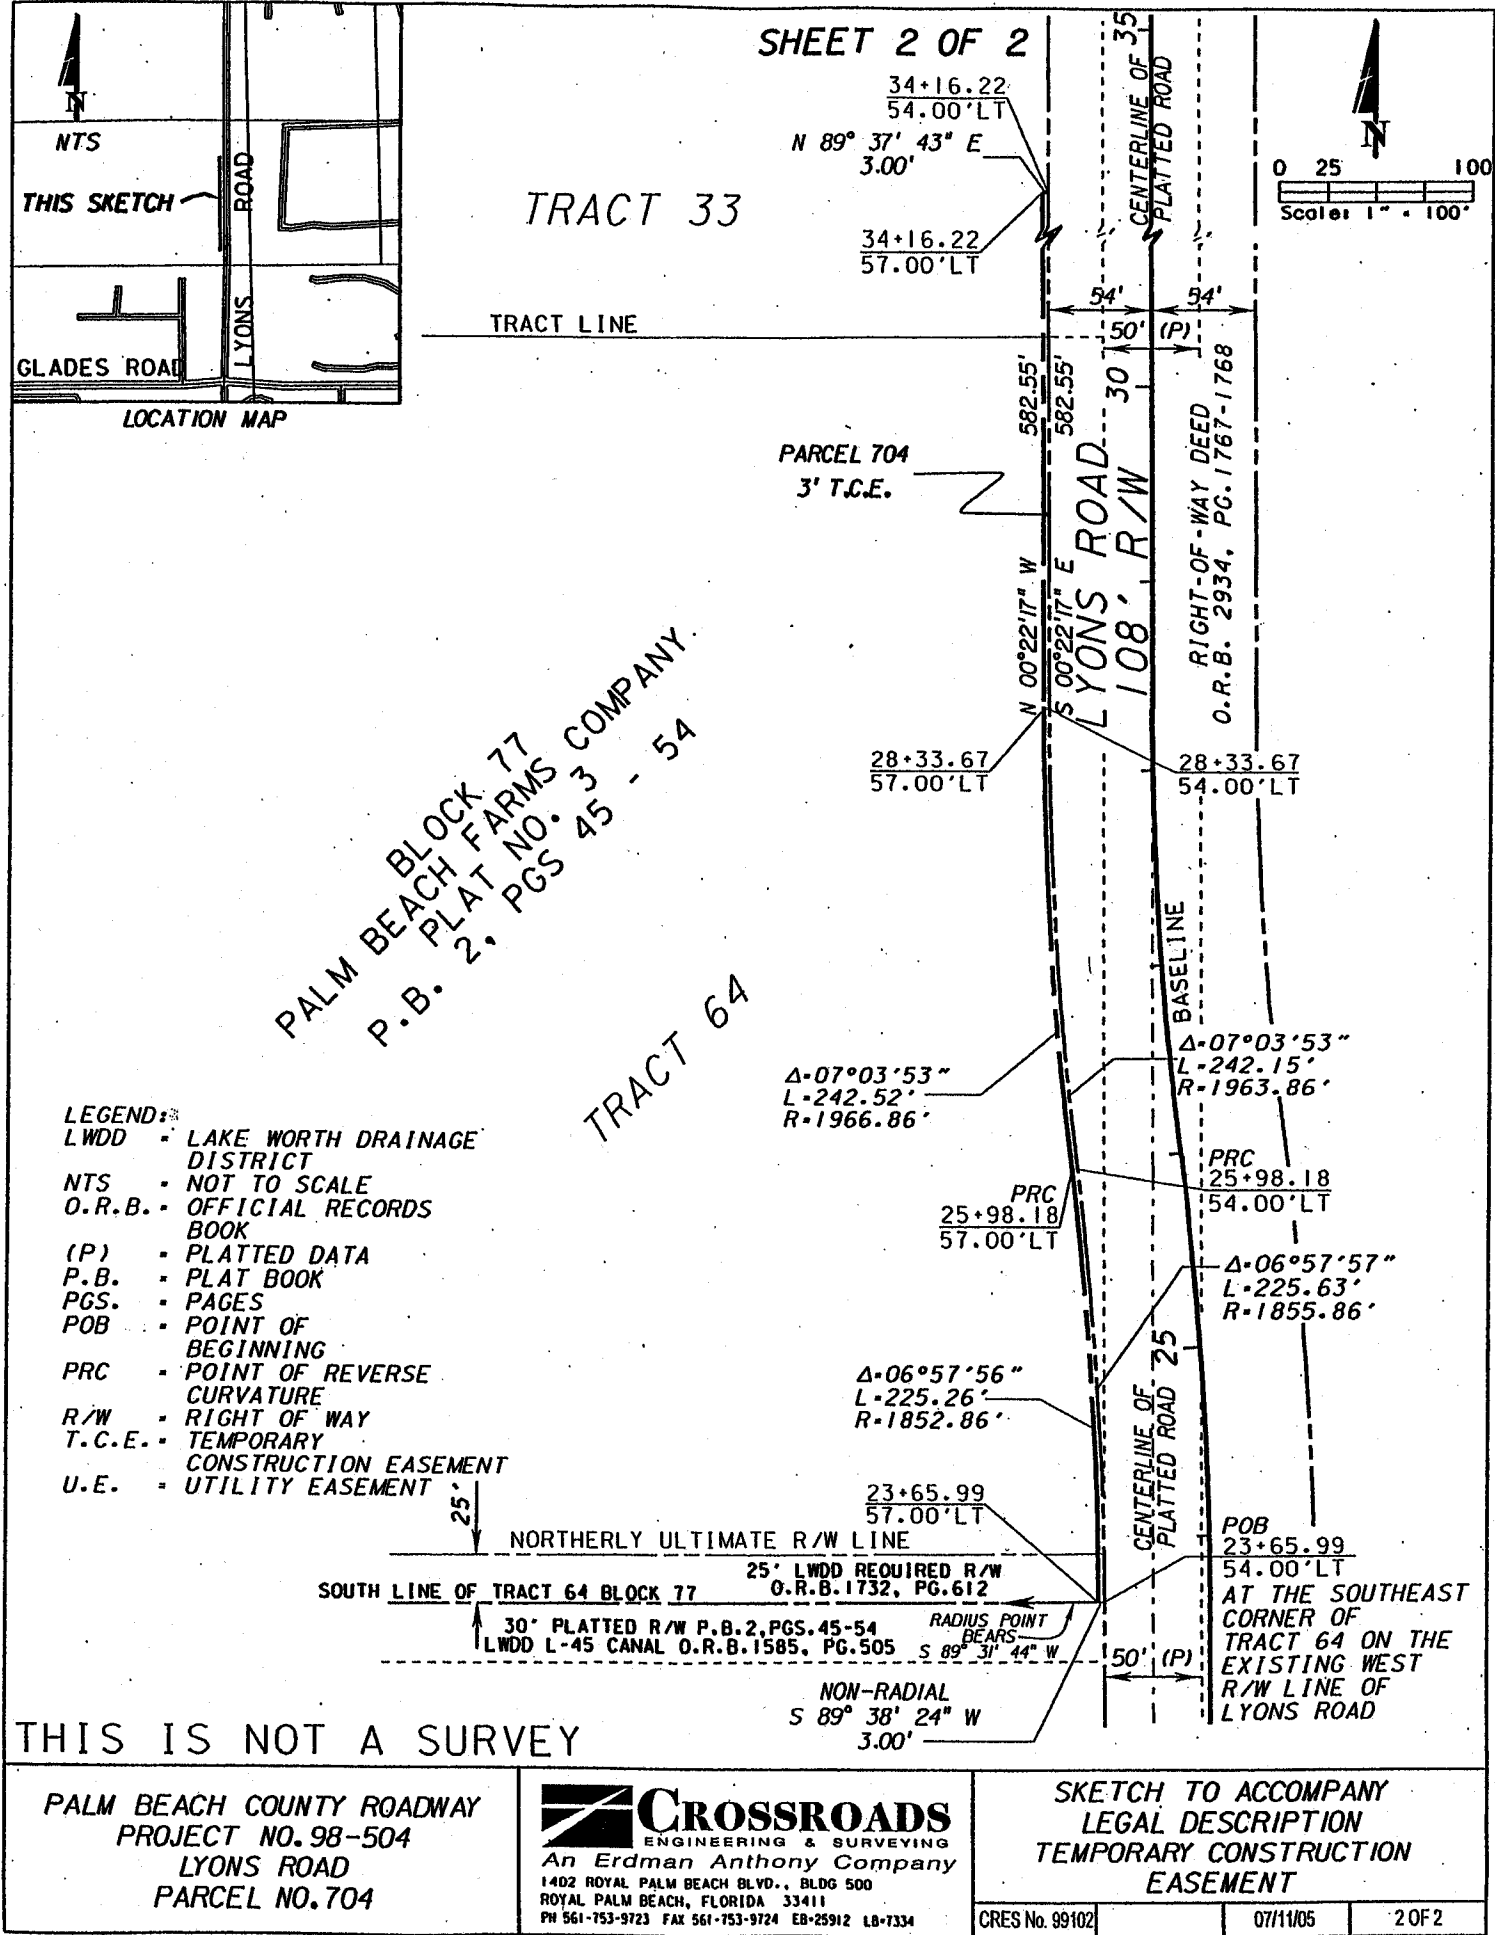 SHEET 2 OF 2
N
NTS
THIS SKETCH
ROAD
LYONS
GLADES ROAD
LOCATION MAP
34+16.22
54.00'LT
N 89° 37' 43" E
3.00'
34+16.22
57.00'LT
TRACT 33
CENTERLINE OF
PLATTED ROAD
35
N
0 25 100
Scale: 1" = 100'
TRACT LINE
54' 54'
50' (P)
582.55'
582.55'
30
PARCEL 704
3' T.C.E.
N 00°22'17" W
S 00°22'17" E
LYONS ROAD
108' R/W
RIGHT-OF-WAY DEED
O.R.B. 2934, PG.1767-1768
28+33.67
57.00'LT
28+33.67
54.00'LT
BLOCK 77
PALM BEACH FARMS COMPANY
PLAT NO. 3
P.B. 2, PGS 45 - 54
TRACT 64
BASELINE
Δ=07°03'53"
L=242.15'
R=1963.86'
Δ=07°03'53"
L=242.52'
R=1966.86'
PRC
25+98.18
54.00'LT
PRC
25+98.18
57.00'LT
Δ=06°57'57"
L=225.63'
R=1855.86'
Δ=06°57'56"
L=225.26'
R=1852.86'
25
CENTERLINE OF
PLATTED ROAD
LEGEND:
LWDD = LAKE WORTH DRAINAGE
DISTRICT
NTS = NOT TO SCALE
O.R.B. = OFFICIAL RECORDS
BOOK
(P) = PLATTED DATA
P.B. = PLAT BOOK
PGS. = PAGES
POB = POINT OF
BEGINNING
PRC = POINT OF REVERSE
CURVATURE
R/W = RIGHT OF WAY
T.C.E. = TEMPORARY
CONSTRUCTION EASEMENT
U.E. = UTILITY EASEMENT
25'
23+65.99
57.00'LT
NORTHERLY ULTIMATE R/W LINE
25' LWDD REQUIRED R/W
O.R.B.1732, PG.612
SOUTH LINE OF TRACT 64 BLOCK 77
30' PLATTED R/W P.B.2,PGS.45-54
LWDD L-45 CANAL O.R.B.1585, PG.505
RADIUS POINT
BEARS
S 89° 31' 44" W
50' (P)
POB
23+65.99
54.00'LT
AT THE SOUTHEAST
CORNER OF
TRACT 64 ON THE
EXISTING WEST
R/W LINE OF
LYONS ROAD
NON-RADIAL
S 89° 38' 24" W
3.00'
THIS IS NOT A SURVEY
PALM BEACH COUNTY ROADWAY
PROJECT NO.98-504
LYONS ROAD
PARCEL NO.704
CROSSROADS
ENGINEERING & SURVEYING
An Erdman Anthony Company
1402 ROYAL PALM BEACH BLVD., BLDG 500
ROYAL PALM BEACH, FLORIDA 33411
PH 561-753-9723 FAX 561-753-9724 EB=25912 LB=7334
SKETCH TO ACCOMPANY
LEGAL DESCRIPTION
TEMPORARY CONSTRUCTION
EASEMENT
CRES No. 99102 07/11/05 2 OF 2